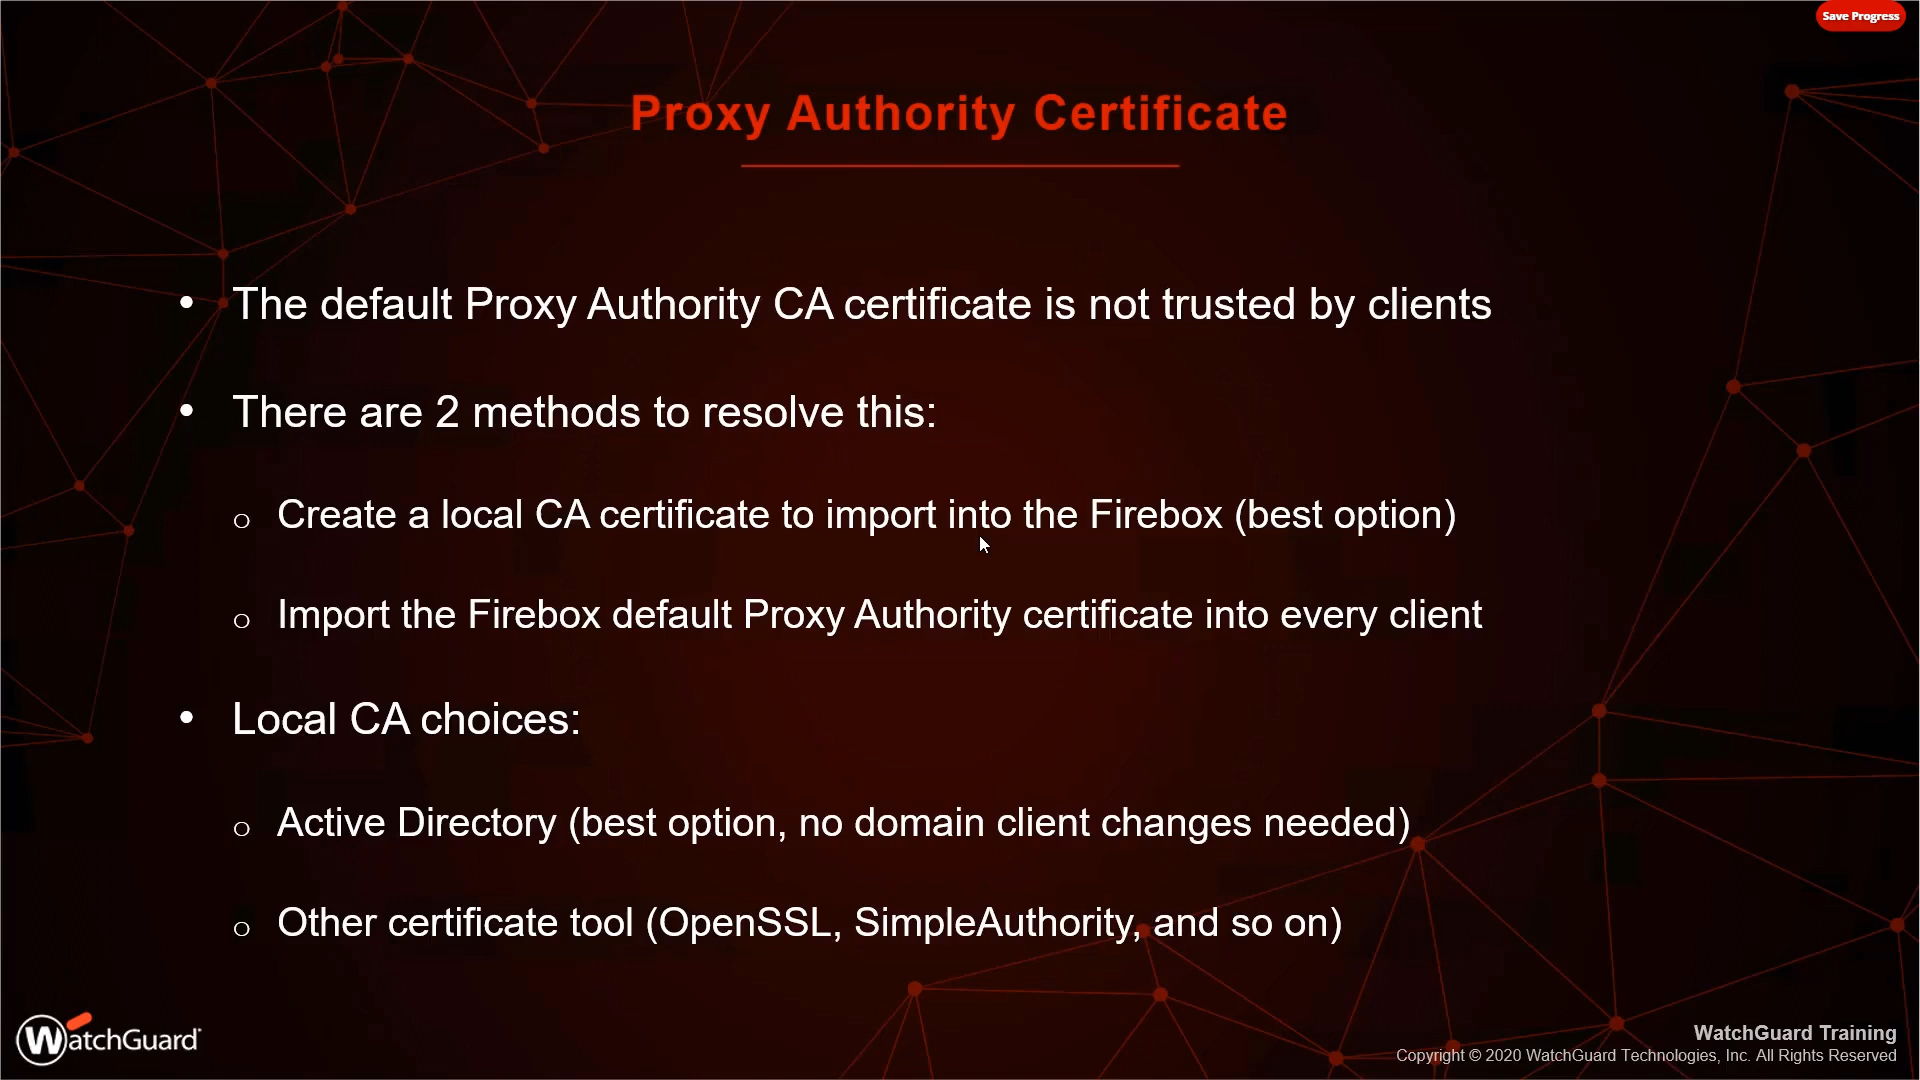 Save Progress
Proxy Authority Certificate
• The default Proxy Authority CA certificate is not trusted by clients
• There are 2 methods to resolve this:
o Create a local CA certificate to import into the Firebox (best option)
o Import the Firebox default Proxy Authority certificate into every client
• Local CA choices:
o Active Directory (best option, no domain client changes needed)
o Other certificate tool (OpenSSL, SimpleAuthority, and so on)
WatchGuard
WatchGuard Training
Copyright © 2020 WatchGuard Technologies, Inc. All Rights Reserved